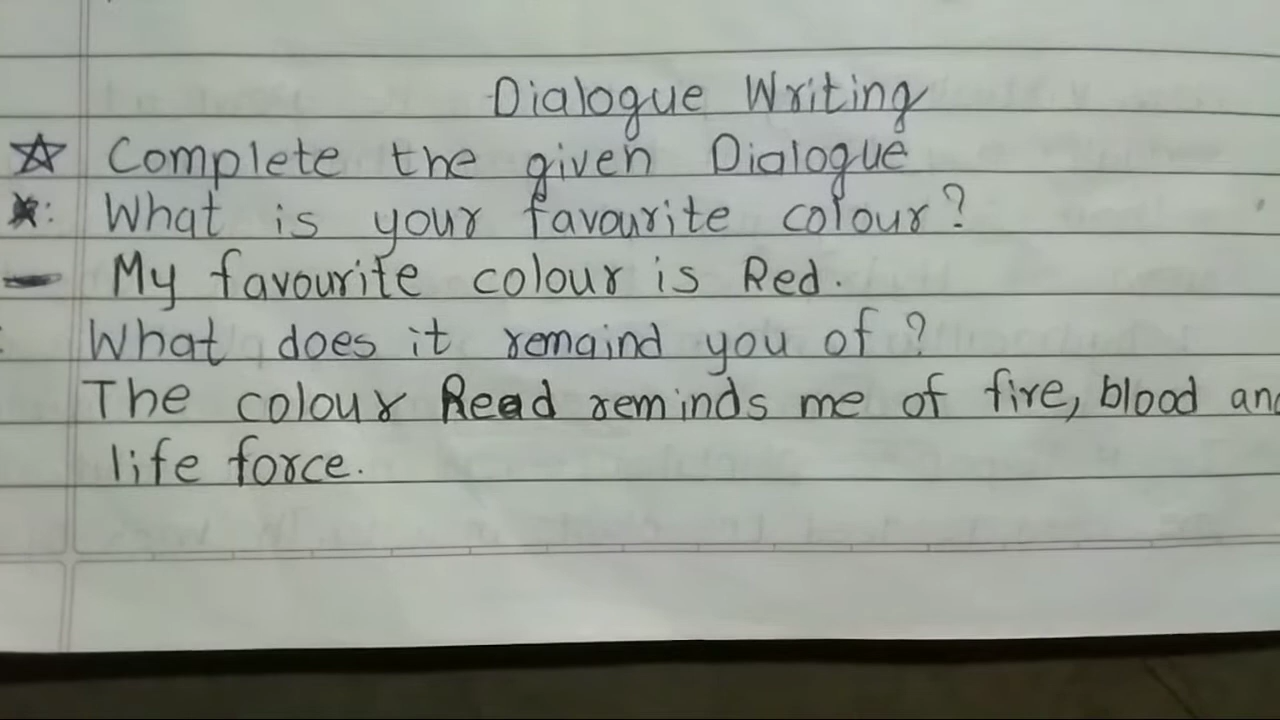 Dialogue Writing
☆ Complete the given Dialogue
What is your favourite colour?
My favourite colour is Red.
What does it remaind you of?
The colour Read reminds me of fire, blood and
life force.